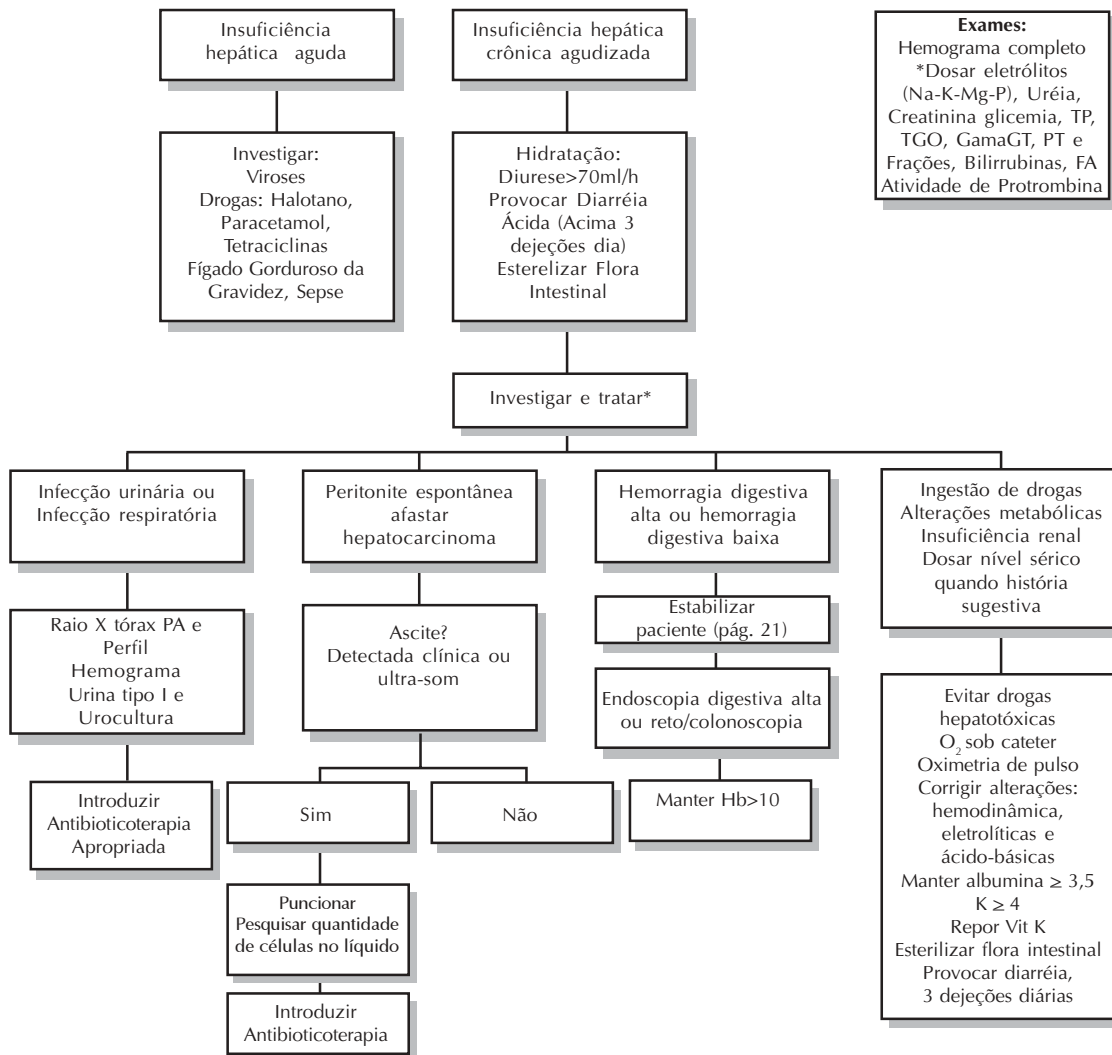 Insuficiência
hepática aguda
Insuficiência hepática
crônica agudizada
Exames:
Hemograma completo
*Dosar eletrólitos
(Na-K-Mg-P), Uréia,
Creatinina glicemia, TP,
TGO, GamaGT, PT e
Frações, Bilirrubinas, FA
Atividade de Protrombina
Investigar:
Viroses
Drogas: Halotano,
Paracetamol,
Tetraciclinas
Fígado Gorduroso da
Gravidez, Sepse
Hidratação:
Diurese>70ml/h
Provocar Diarréia
Ácida (Acima 3
dejeções dia)
Esterelizar Flora
Intestinal
Investigar e tratar*
Infecção urinária ou
Infecção respiratória
Peritonite espontânea
afastar
hepatocarcinoma
Hemorragia digestiva
alta ou hemorragia
digestiva baixa
Ingestão de drogas
Alterações metabólicas
Insuficiência renal
Dosar nível sérico
quando história
sugestiva
Raio X tórax PA e
Perfil
Hemograma
Urina tipo I e
Urocultura
Ascite?
Detectada clínica ou
ultra-som
Estabilizar
paciente (pág. 21)
Endoscopia digestiva alta
ou reto/colonoscopia
Manter Hb>10
Evitar drogas
hepatotóxicas
O2 sob cateter
Oximetria de pulso
Corrigir alterações:
hemodinâmica,
eletrolíticas e
ácido-básicas
Manter albumina ≥ 3,5
K ≥ 4
Repor Vit K
Esterilizar flora intestinal
Provocar diarréia,
3 dejeções diárias
Introduzir
Antibioticoterapia
Apropriada
Sim
Não
Puncionar
Pesquisar quantidade
de células no líquido
Introduzir
Antibioticoterapia